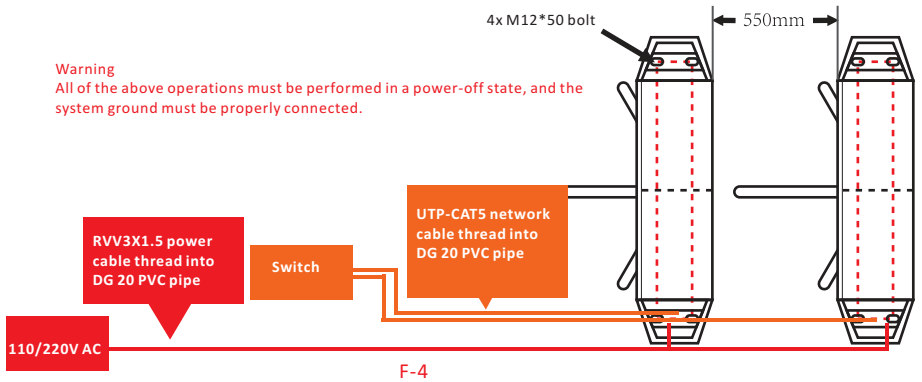 4x M12*50 bolt
550mm
Warning
All of the above operations must be performed in a power-off state, and the
system ground must be properly connected.
UTP-CAT5 network
cable thread into
DG 20 PVC pipe
RVV3X1.5 power
cable thread into
DG 20 PVC pipe
Switch
110/220V AC
F-4